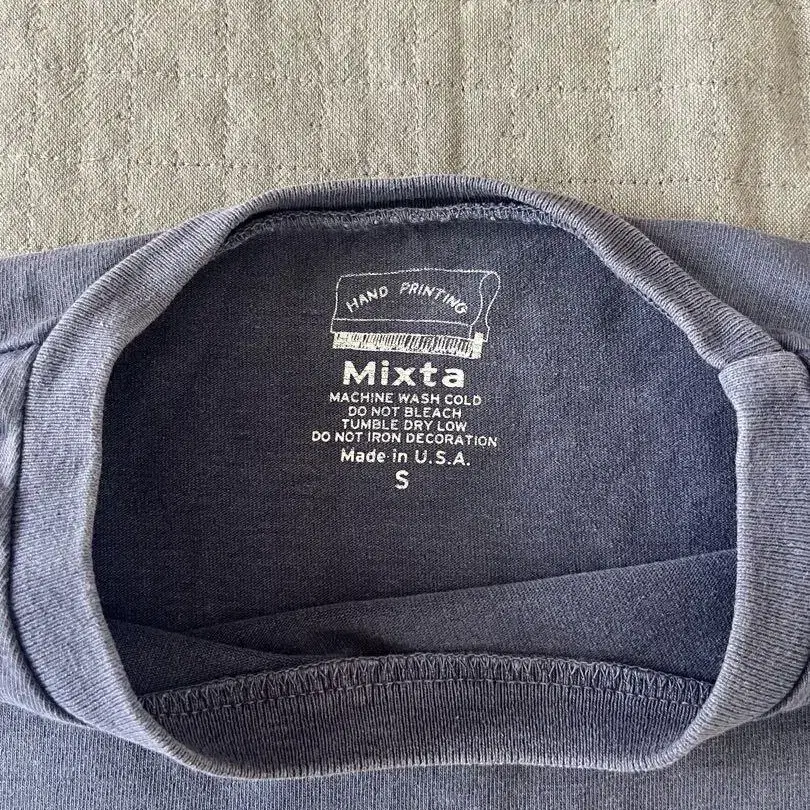 HAND PRINTING
Mixta
MACHINE WASH COLD
DO NOT BLEACH
TUMBLE DRY LOW
DO NOT IRON DECORATION
Made in U.S.A.
S